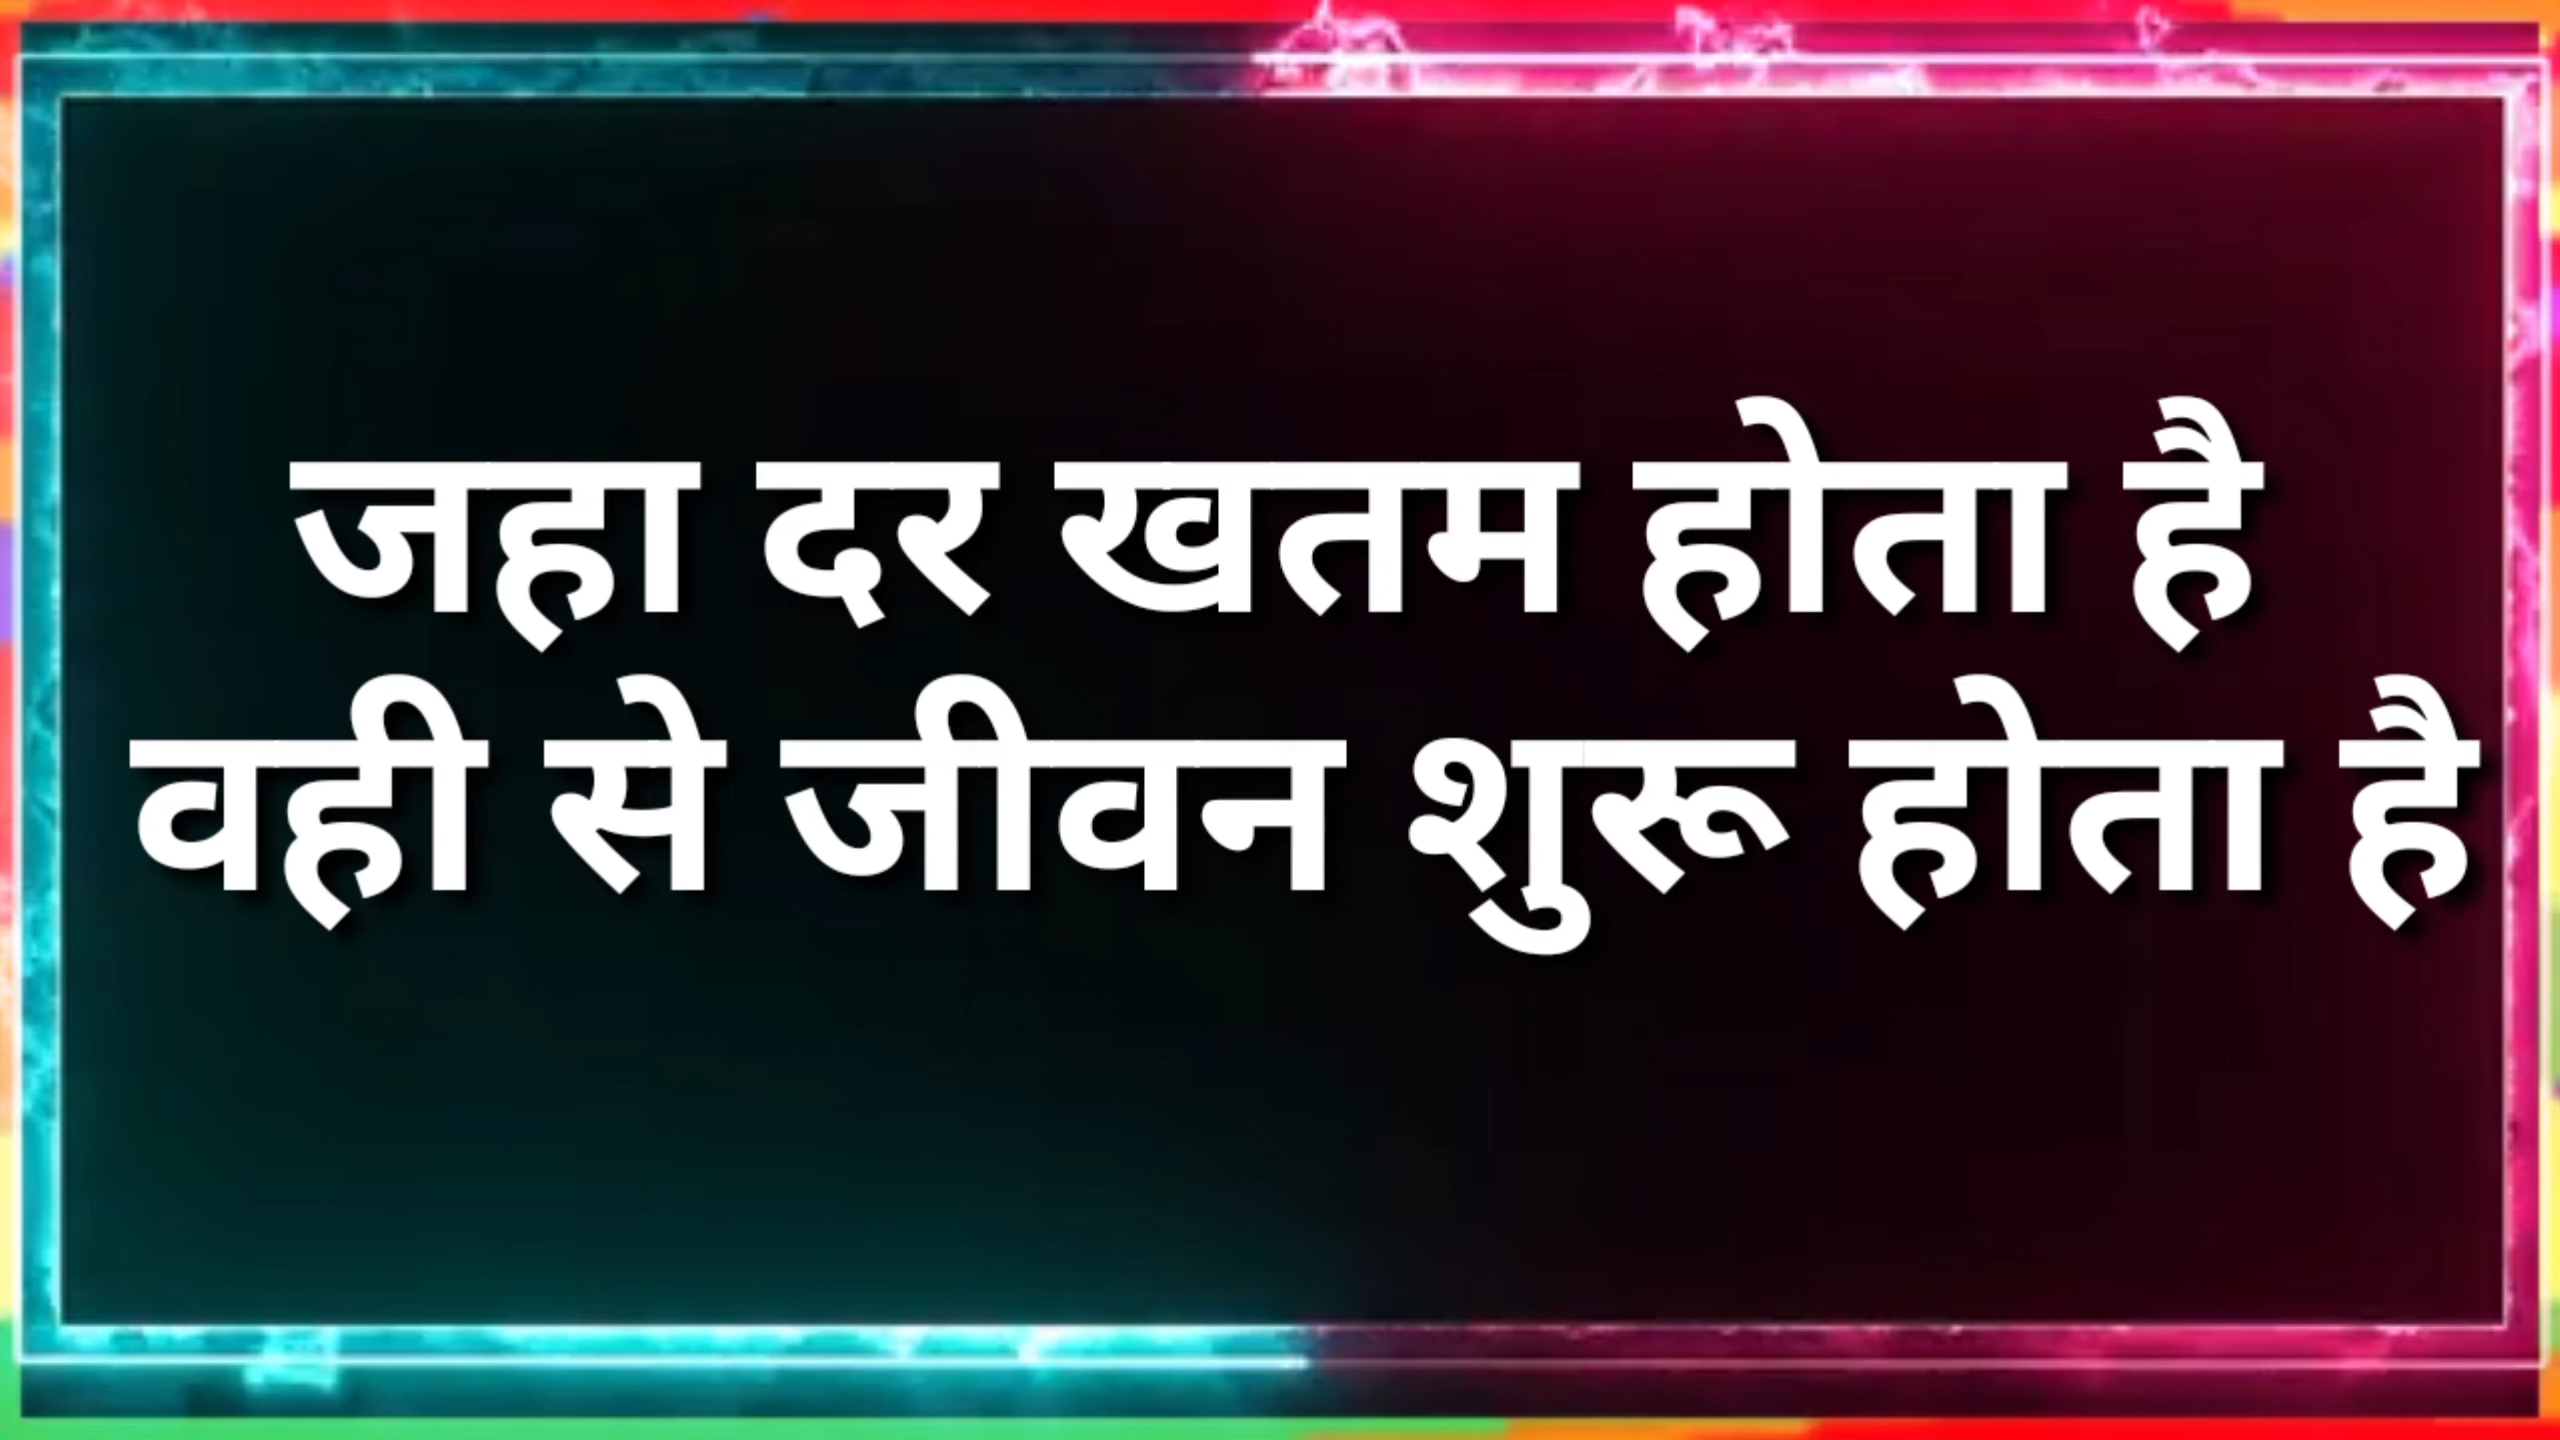 जहा दर खतम होता है
वही से जीवन शुरू होता है